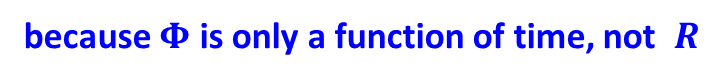 because Φ is only a function of time, not R